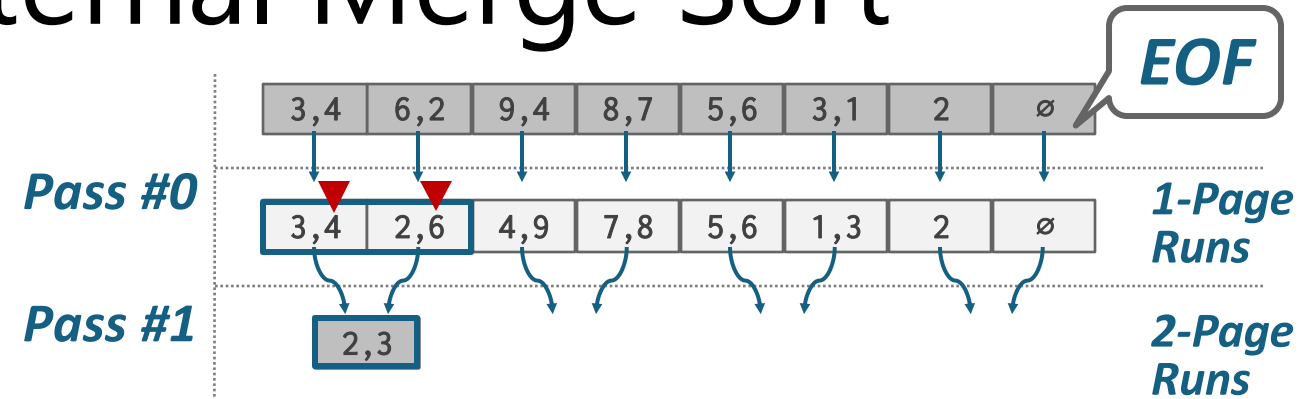 External Merge Sort
EOF
3,4 6,2 9,4 8,7 5,6 3,1 2 ∅
Pass #0
3,4 2,6 4,9 7,8 5,6 1,3 2 ∅
1-Page
Runs
Pass #1
2,3
2-Page
Runs